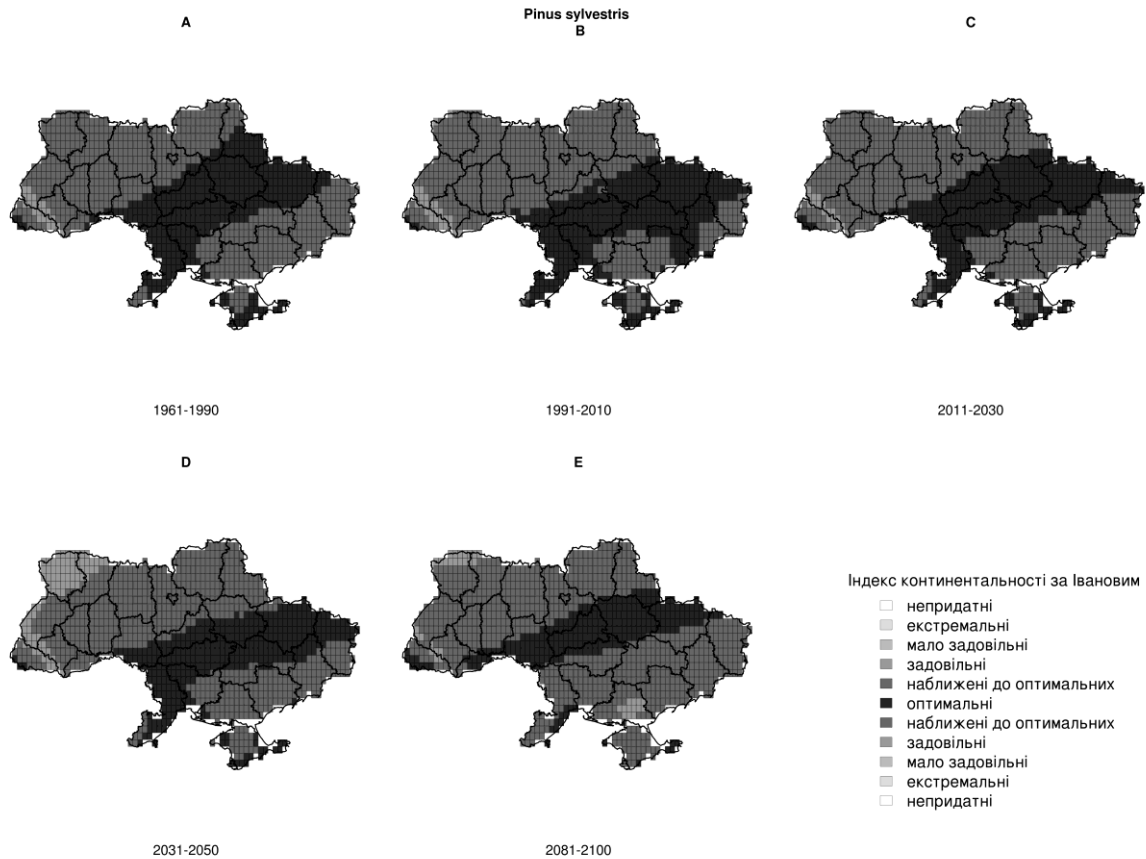 Pinus sylvestris
A
B
C
1961-1990
1991-2010
2011-2030
D
E
Індекс континентальності за Івановим
непридатні
екстремальні
мало задовільні
задовільні
наближені до оптимальних
оптимальні
наближені до оптимальних
задовільні
мало задовільні
екстремальні
непридатні
2031-2050
2081-2100